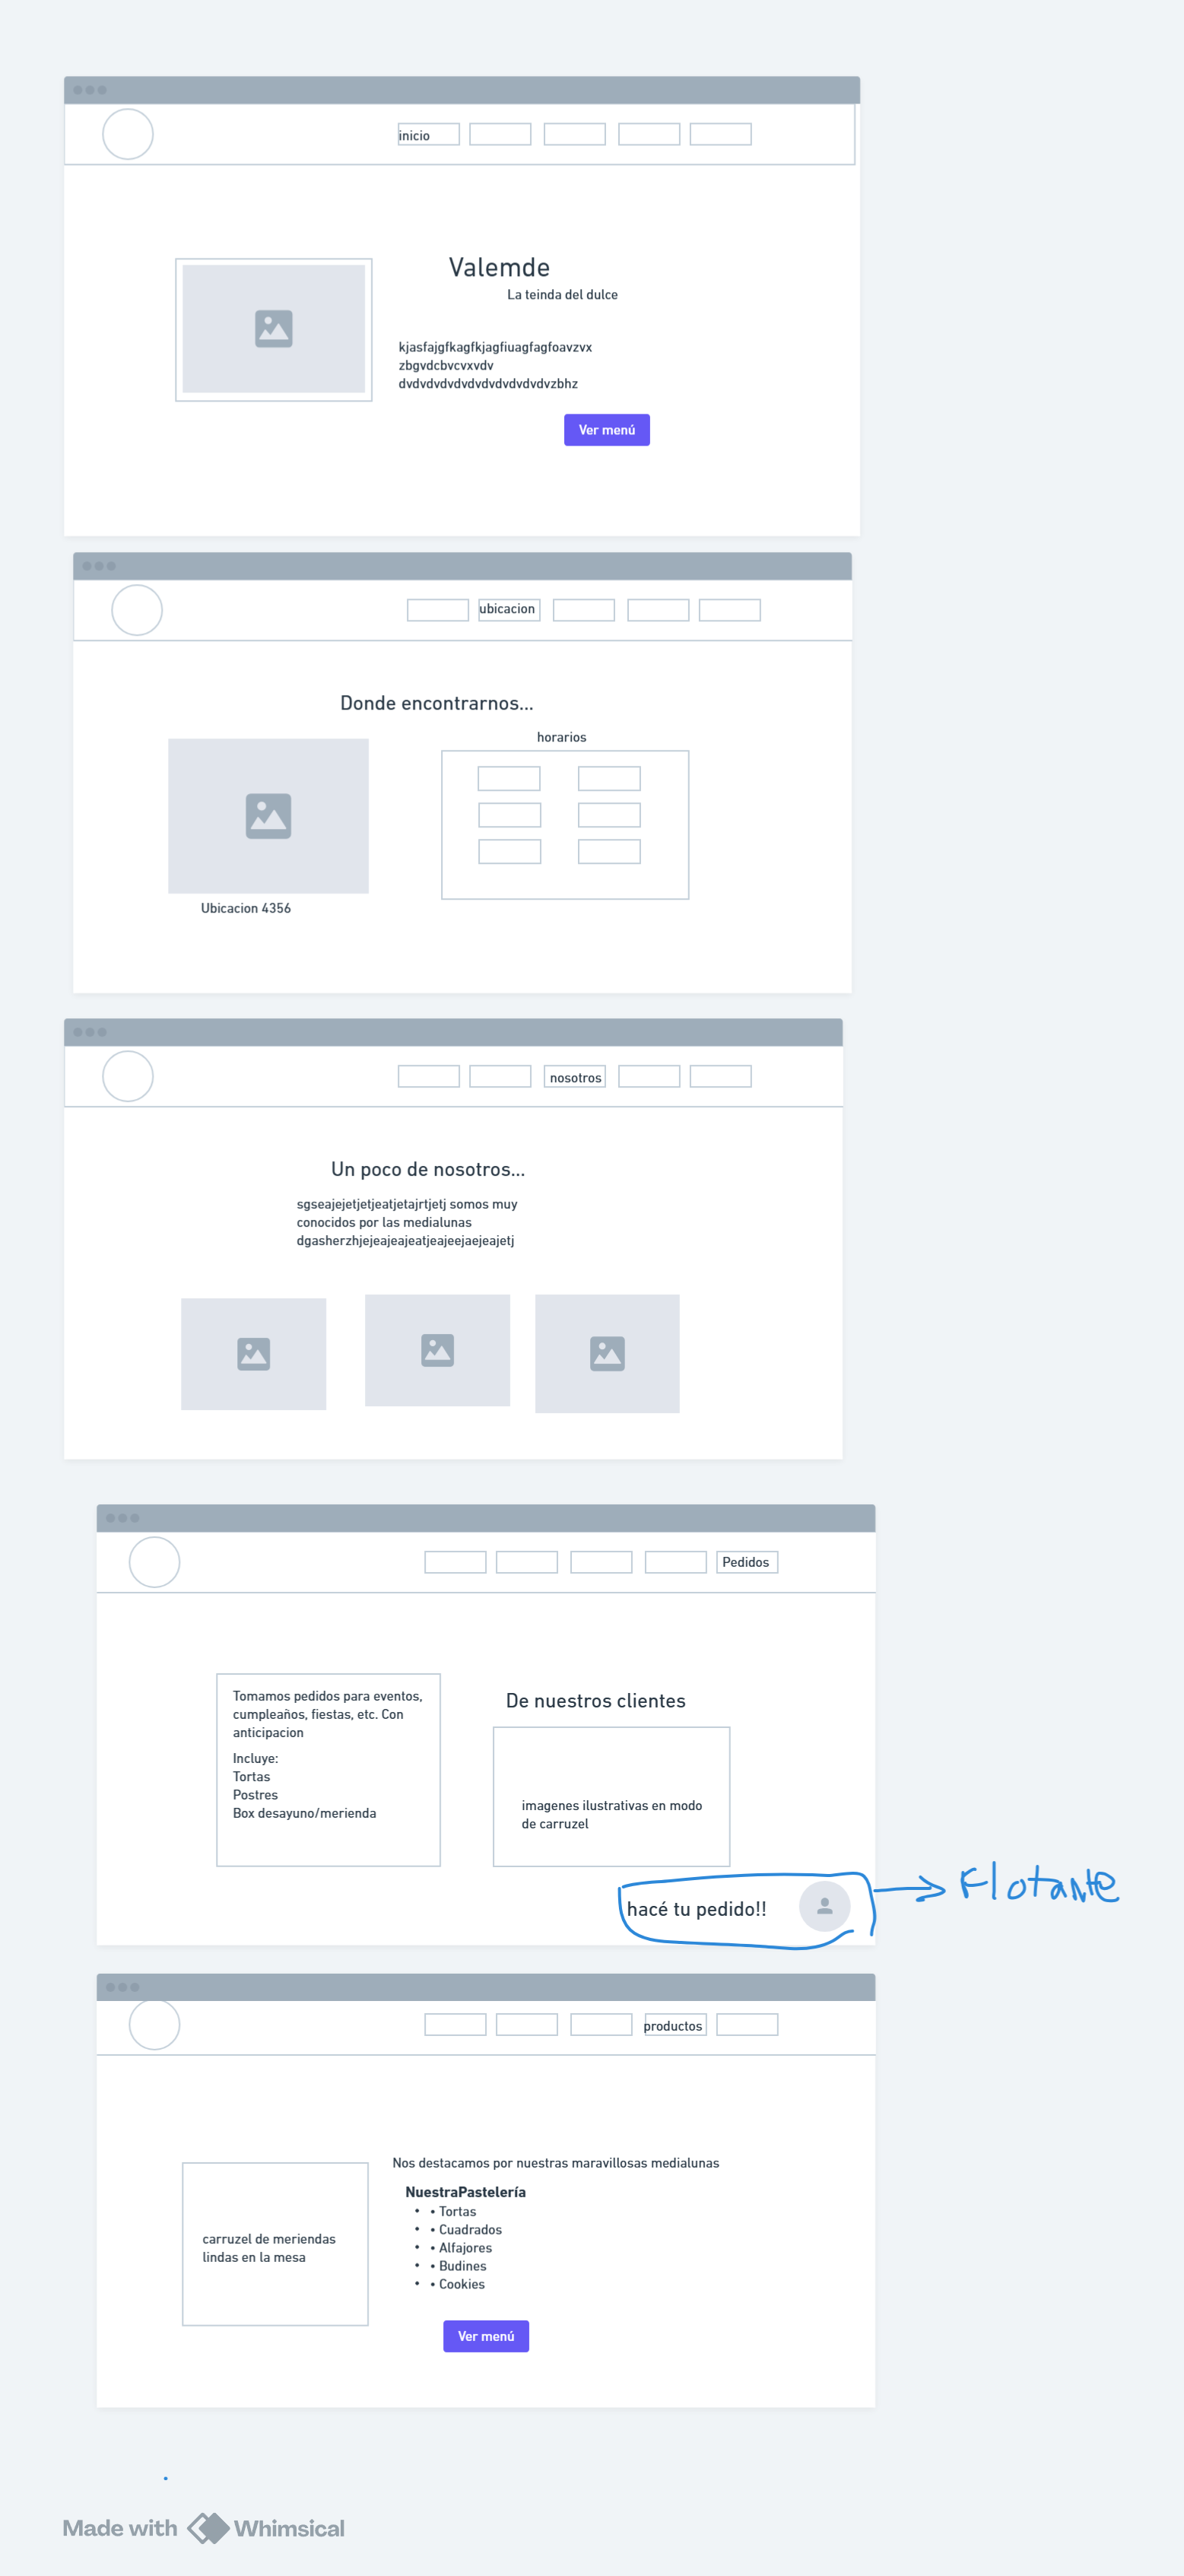 inicio
Valemde
La teinda del dulce
kjasfajgfkagfkjagfiuagfagfoavzvx
zbgvdcbvcvxvdv
dvdvdvdvdvdvdvdvdvdvdvzbhz
Ver menú
ubicacion
Donde encontrarnos...
horarios
Ubicacion 4356
nosotros
Un poco de nosotros...
sgseajejetjetjeatjetajrtjetj somos muy
conocidos por las medialunas
dgasherzhjejeajeajeatjeajeejaejeajetj
Pedidos
Tomamos pedidos para eventos,
cumpleaños, fiestas, etc. Con
anticipacion
Incluye:
Tortas
Postres
Box desayuno/merienda
De nuestros clientes
imagenes ilustrativas en modo
de carruzel
hacé tu pedido!!
Flotante
productos
Nos destacamos por nuestras maravillosas medialunas
NuestraPastelería
• • Tortas
• • Cuadrados
• • Alfajores
• • Budines
• • Cookies
carruzel de meriendas
lindas en la mesa
Ver menú
Made with Whimsical